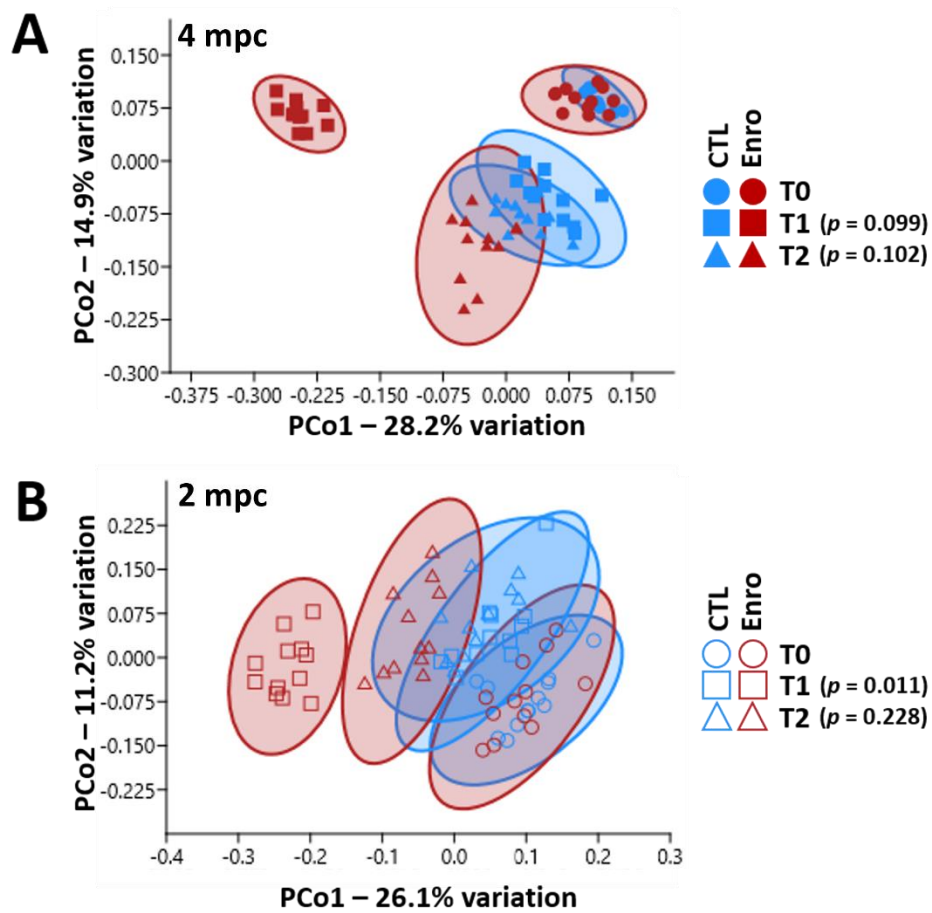 A
4 mpc
PCo2 – 14.9% variation
0.150
0.075
0.000
-0.075
-0.150
-0.225
-0.300
-0.375 -0.300 -0.225 -0.150 -0.075 0.000 0.075 0.150
PCo1 – 28.2% variation
CTL
Enro
T0
T1 (p = 0.099)
T2 (p = 0.102)
B
2 mpc
PCo2 – 11.2% variation
0.225
0.150
0.075
0.000
-0.075
-0.150
-0.225
-0.4 -0.3 -0.2 -0.1 0.0 0.1 0.2 0.3
PCo1 – 26.1% variation
CTL
Enro
T0
T1 (p = 0.011)
T2 (p = 0.228)